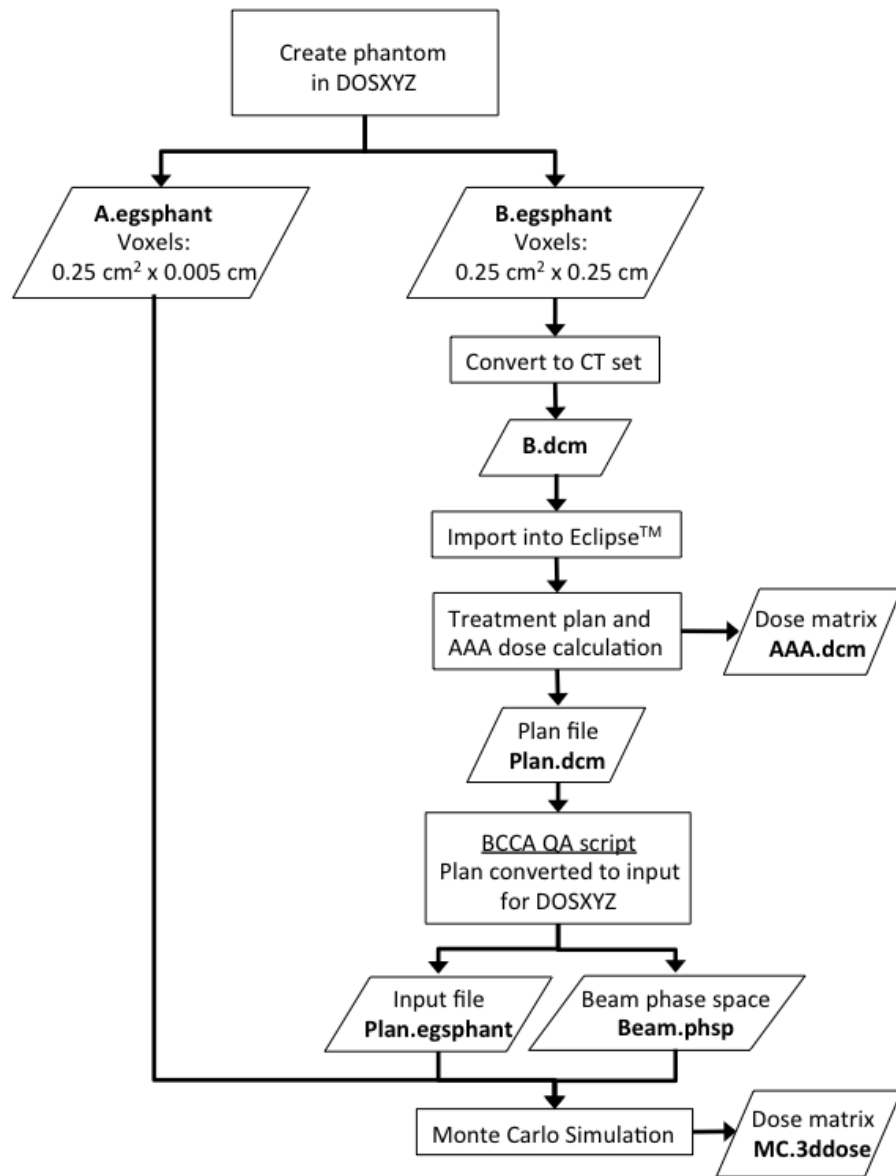 Create phantom
in DOSXYZ
A.egsphant
Voxels:
0.25 cm² x 0.005 cm
B.egsphant
Voxels:
0.25 cm² x 0.25 cm
Convert to CT set
B.dcm
Import into Eclipse™
Treatment plan and
AAA dose calculation
Dose matrix
AAA.dcm
Plan file
Plan.dcm
BCCA QA script
Plan converted to input
for DOSXYZ
Input file
Plan.egsphant
Beam phase space
Beam.phsp
Monte Carlo Simulation
Dose matrix
MC.3ddose